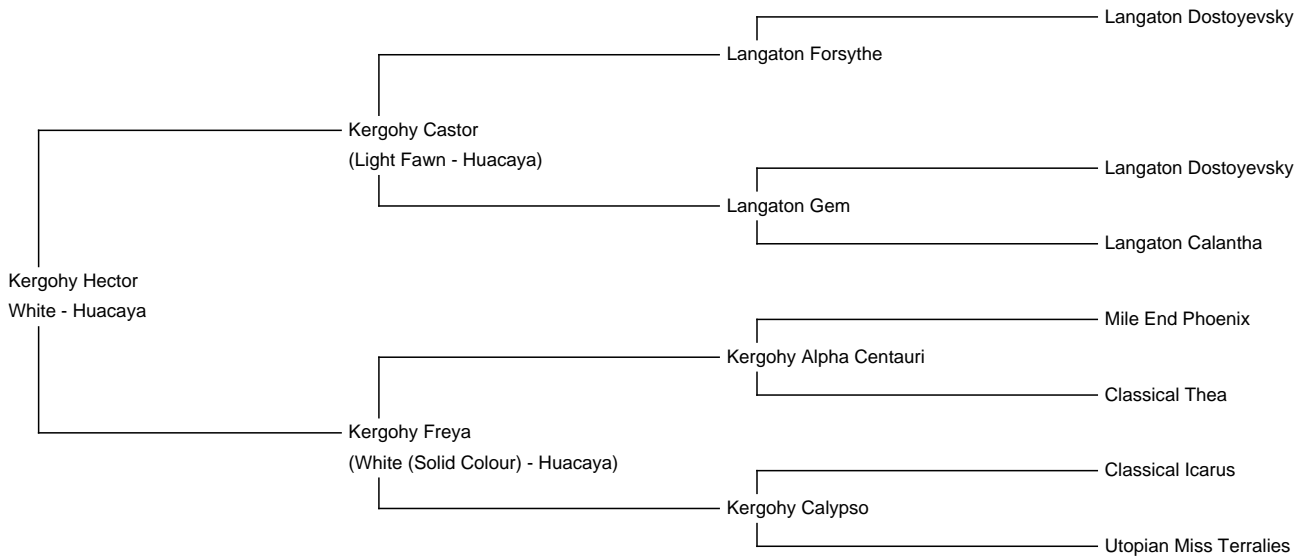 Langaton Dostoyevsky
Langaton Forsythe
Kergohy Castor
(Light Fawn - Huacaya)
Langaton Dostoyevsky
Langaton Gem
Langaton Calantha
Kergohy Hector
White - Huacaya
Mile End Phoenix
Kergohy Alpha Centauri
Classical Thea
Kergohy Freya
(White (Solid Colour) - Huacaya)
Classical Icarus
Kergohy Calypso
Utopian Miss Terralies